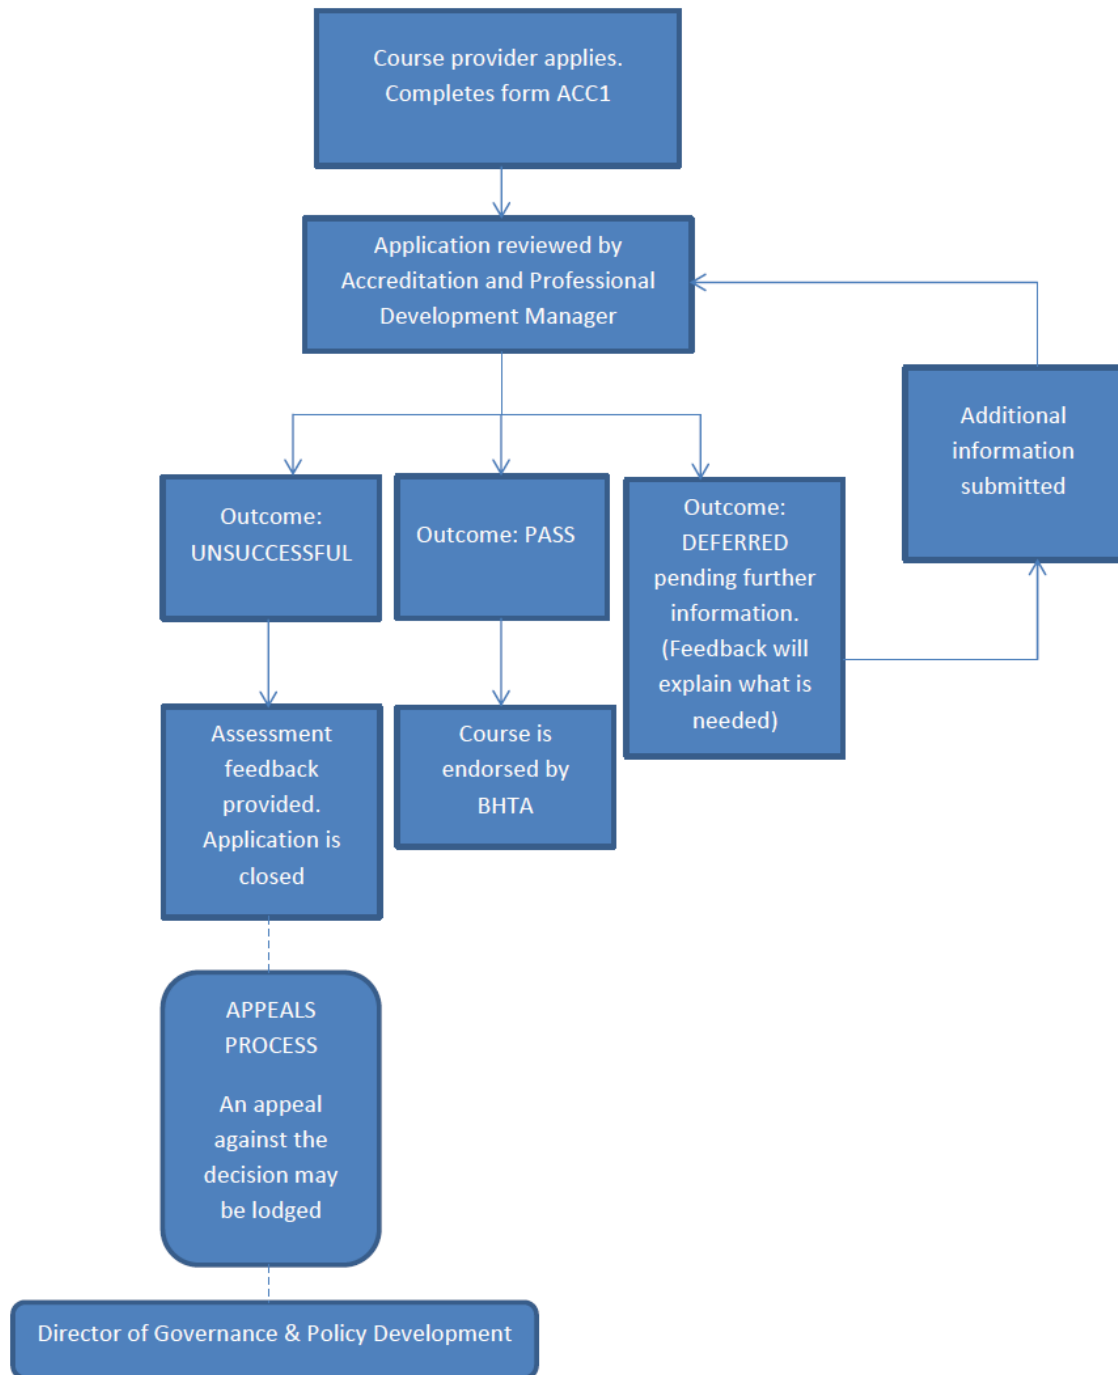 Course provider applies.
Completes form ACC1
Application reviewed by
Accreditation and Professional
Development Manager
Additional
information
submitted
Outcome:
UNSUCCESSFUL
Outcome: PASS
Outcome:
DEFERRED
pending further
information.
(Feedback will
explain what is
needed)
Assessment
feedback
provided.
Application is
closed
Course is
endorsed by
BHTA
APPEALS
PROCESS
An appeal
against the
decision may
be lodged
Director of Governance & Policy Development